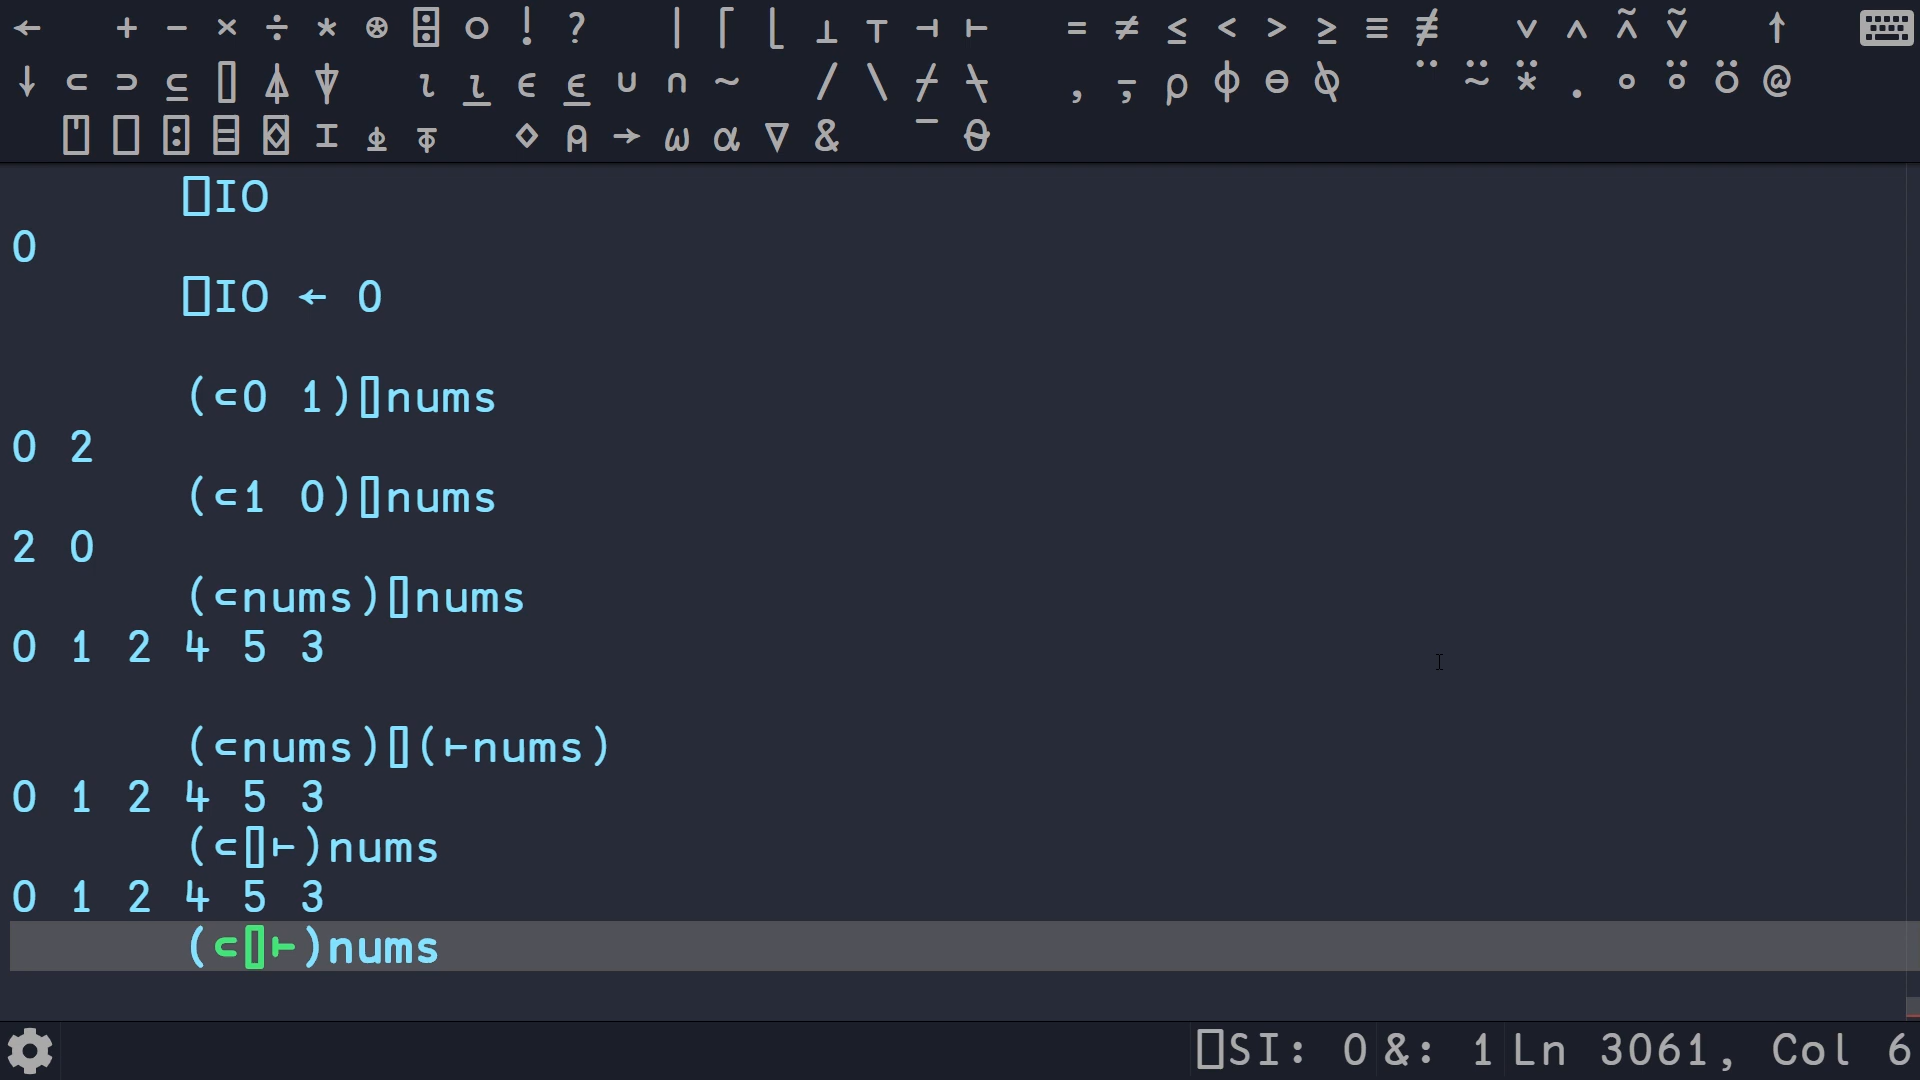 ← + - × ÷ * ⍟ ⌹ ○ ! ? | ⌈ ⌊ ⊥ ⊤ ⊣ ⊢ = ≠ ≤ < > ≥ ≡ ≢ ∨ ∧ ⍲ ⍱ ↑
↓ ⊂ ⊃ ⊆ ⌷ ⍋ ⍒ ⍳ ⍸ ∊ ⍷ ∪ ∩ ~ / \ ⌿ ⍀ , ⍪ ⍴ ⌽ ⊖ ⍉ ¨ ⍨ ⍣ . ∘ ⍤ ⍥ @
⍞ ⎕ ⍠ ⌸ ⌺ ⌶ ⍎ ⍕ ⋄ ⍝ → ⍵ ⍺ ∇ & ¯ ⍬
⎕IO
0
⎕IO ← 0
(⊂0 1)⌷nums
0 2
(⊂1 0)⌷nums
2 0
(⊂nums)⌷nums
0 1 2 4 5 3
(⊂nums)⌷(⊢nums)
0 1 2 4 5 3
(⊂⌷⊢)nums
0 1 2 4 5 3
(⊂⌷⊢)nums
⎕SI: 0 &: 1 Ln 3061, Col 6